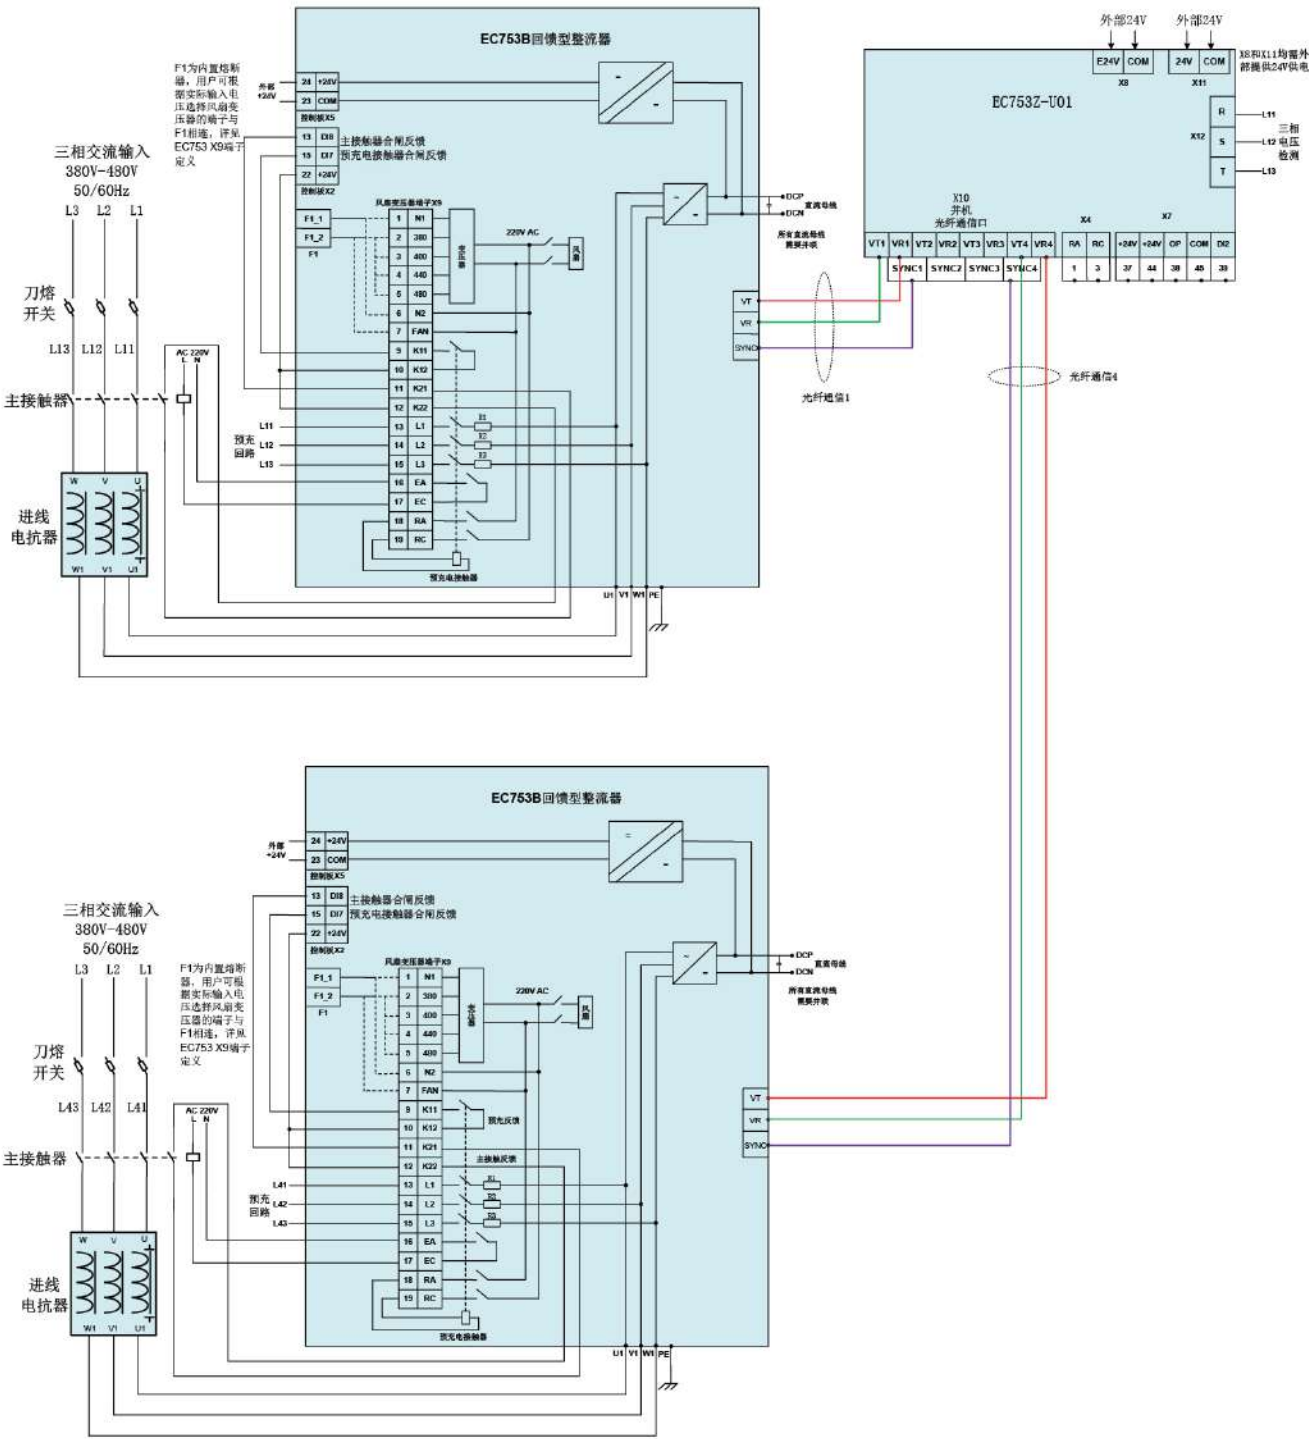 EC753B回馈型整流器
F1为内置熔断
器，用户可根
据实际输入电
压选择风扇变
压器的端子与
F1相连，详见
EC753 X9端子
定义
外部
+24V
24 +24V
23 COM
控制板X5
13 DI8 主接触器合闸反馈
15 DI7 预充电接触器合闸反馈
22 +24V
控制板X2
三相交流输入
380V-480V
50/60Hz
L3 L2 L1
刀熔
开关
L13 L12 L11
AC 220V
L N
主接触器
W V U
进线
电抗器
W1 V1 U1
F1_1
F1_2
F1
风扇变压器端子X9
1 N1
2 380
3 400
4 440
5 480
6 N2
7 FAN
9 K11
10 K12
11 K21
12 K22
13 L1
14 L2
15 L3
16 EA
17 EC
18 RA
19 RC
变压器
220V AC
风扇
L11
预充
回路
L12
L13
R1
R2
R3
预充电接触器
U1 V1 W1 PE
DCP
直流母线
DCN
所有直流母线
需要并联
VT
VR
SYNC
光纤通信1
外部24V 外部24V
E24V COM 24V COM
X8 X11
X8和X11均需外
部提供24V供电
EC753Z-U01
X12
R L11
S L12
T L13
三相
电压
检测
X10
并机
光纤通信口
X4 X7
VT1 VR1 VT2 VR2 VT3 VR3 VT4 VR4 RA RC +24V +24V OP COM DI2
SYNC1 SYNC2 SYNC3 SYNC4 1 3 37 44 38 45 39
光纤通信4
EC753B回馈型整流器
外部
+24V
24 +24V
23 COM
控制板X5
13 DI8 主接触器合闸反馈
15 DI7 预充电接触器合闸反馈
22 +24V
控制板X2
三相交流输入
380V-480V
50/60Hz
L3 L2 L1
F1为内置熔断
器，用户可根
据实际输入电
压选择风扇变
压器的端子与
F1相连，详见
EC753 X9端子
定义
刀熔
开关
L43 L42 L41
AC 220V
L N
主接触器
W V U
进线
电抗器
W1 V1 U1
F1_1
F1_2
F1
风扇变压器端子X9
1 N1
2 380
3 400
4 440
5 480
6 N2
7 FAN
9 K11
10 K12
11 K21
12 K22
13 L1
14 L2
15 L3
16 EA
17 EC
18 RA
19 RC
变压器
220V AC
风扇
预充反馈
主接触反馈
L41
预充
回路
L42
L43
R1
R2
R3
预充电接触器
U1 V1 W1 PE
DCP
直流母线
DCN
所有直流母线
需要并联
VT
VR
SYNC